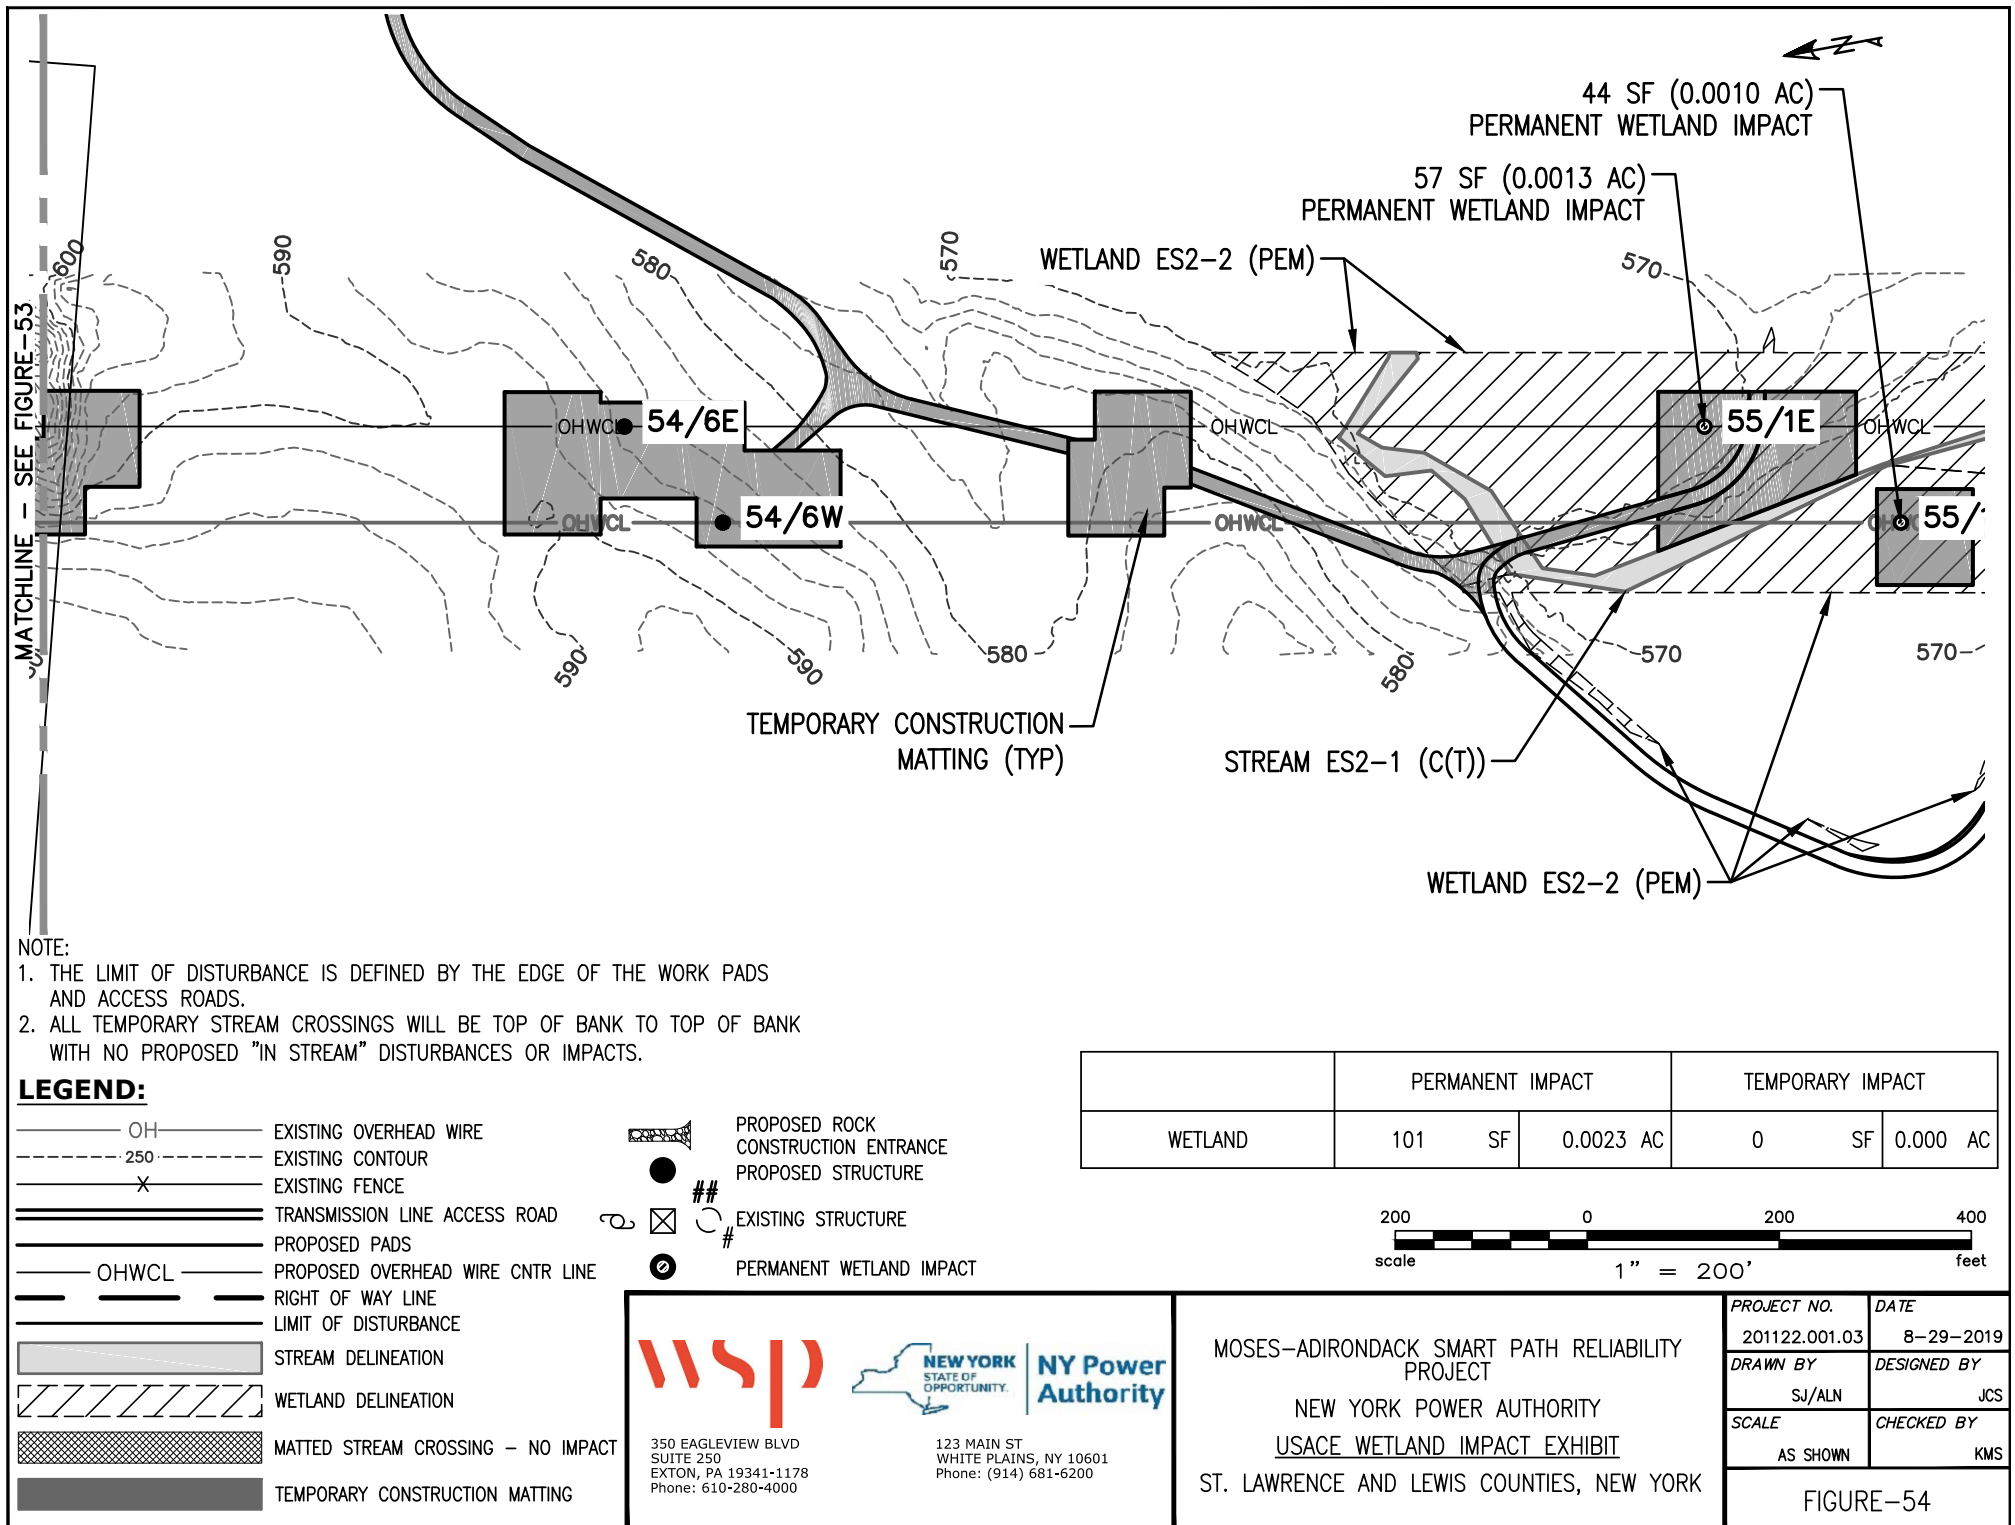 N
44 SF (0.0010 AC)
PERMANENT WETLAND IMPACT
57 SF (0.0013 AC)
PERMANENT WETLAND IMPACT
WETLAND ES2-2 (PEM)
600
590
580
570
570
MATCHLINE - SEE FIGURE-53
OHWCL
54/6E
OHWCL
55/1E
OHWCL
OHWCL
54/6W
OHWCL
55/1
590
590
580
580
570
570
TEMPORARY CONSTRUCTION
MATTING (TYP)
STREAM ES2-1 (C(T))
WETLAND ES2-2 (PEM)
NOTE:
1. THE LIMIT OF DISTURBANCE IS DEFINED BY THE EDGE OF THE WORK PADS
AND ACCESS ROADS.
2. ALL TEMPORARY STREAM CROSSINGS WILL BE TOP OF BANK TO TOP OF BANK
WITH NO PROPOSED "IN STREAM" DISTURBANCES OR IMPACTS.
LEGEND:
OH EXISTING OVERHEAD WIRE
250 EXISTING CONTOUR
X EXISTING FENCE
TRANSMISSION LINE ACCESS ROAD
PROPOSED PADS
OHWCL PROPOSED OVERHEAD WIRE CNTR LINE
RIGHT OF WAY LINE
LIMIT OF DISTURBANCE
STREAM DELINEATION
WETLAND DELINEATION
MATTED STREAM CROSSING - NO IMPACT
TEMPORARY CONSTRUCTION MATTING
PROPOSED ROCK
CONSTRUCTION ENTRANCE
PROPOSED STRUCTURE
##
EXISTING STRUCTURE
#
PERMANENT WETLAND IMPACT
PERMANENT IMPACT TEMPORARY IMPACT
WETLAND 101 SF 0.0023 AC 0 SF 0.000 AC
200 0 200 400
scale feet
1" = 200'
wsp
350 EAGLEVIEW BLVD
SUITE 250
EXTON, PA 19341-1178
Phone: 610-280-4000
NEW YORK
STATE OF
OPPORTUNITY.
NY Power
Authority
123 MAIN ST
WHITE PLAINS, NY 10601
Phone: (914) 681-6200
MOSES-ADIRONDACK SMART PATH RELIABILITY
PROJECT
NEW YORK POWER AUTHORITY
USACE WETLAND IMPACT EXHIBIT
ST. LAWRENCE AND LEWIS COUNTIES, NEW YORK
PROJECT NO. DATE
201122.001.03 8-29-2019
DRAWN BY DESIGNED BY
SJ/ALN JCS
SCALE CHECKED BY
AS SHOWN KMS
FIGURE-54